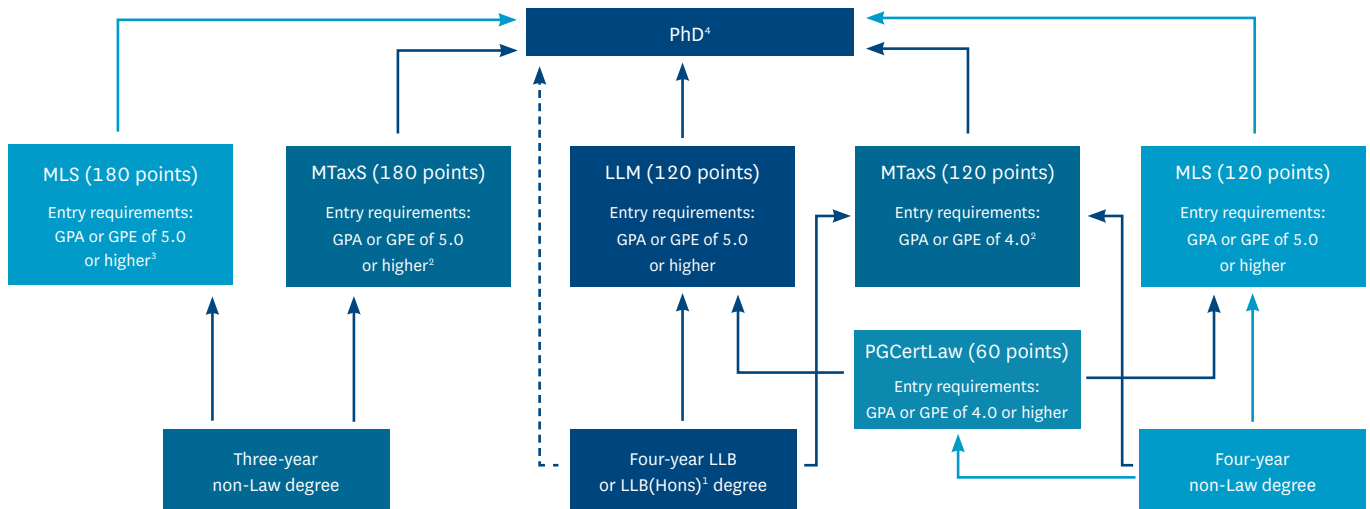 PhD⁴
MLS (180 points)
Entry requirements:
GPA or GPE of 5.0
or higher³
MTaxS (180 points)
Entry requirements:
GPA or GPE of 5.0
or higher²
LLM (120 points)
Entry requirements:
GPA or GPE of 5.0
or higher
MTaxS (120 points)
Entry requirements:
GPA or GPE of 4.0²
MLS (120 points)
Entry requirements:
GPA or GPE of 5.0
or higher
PGCertLaw (60 points)
Entry requirements:
GPA or GPE of 4.0 or higher
Three-year
non-Law degree
Four-year LLB
or LLB(Hons)¹ degree
Four-year
non-Law degree